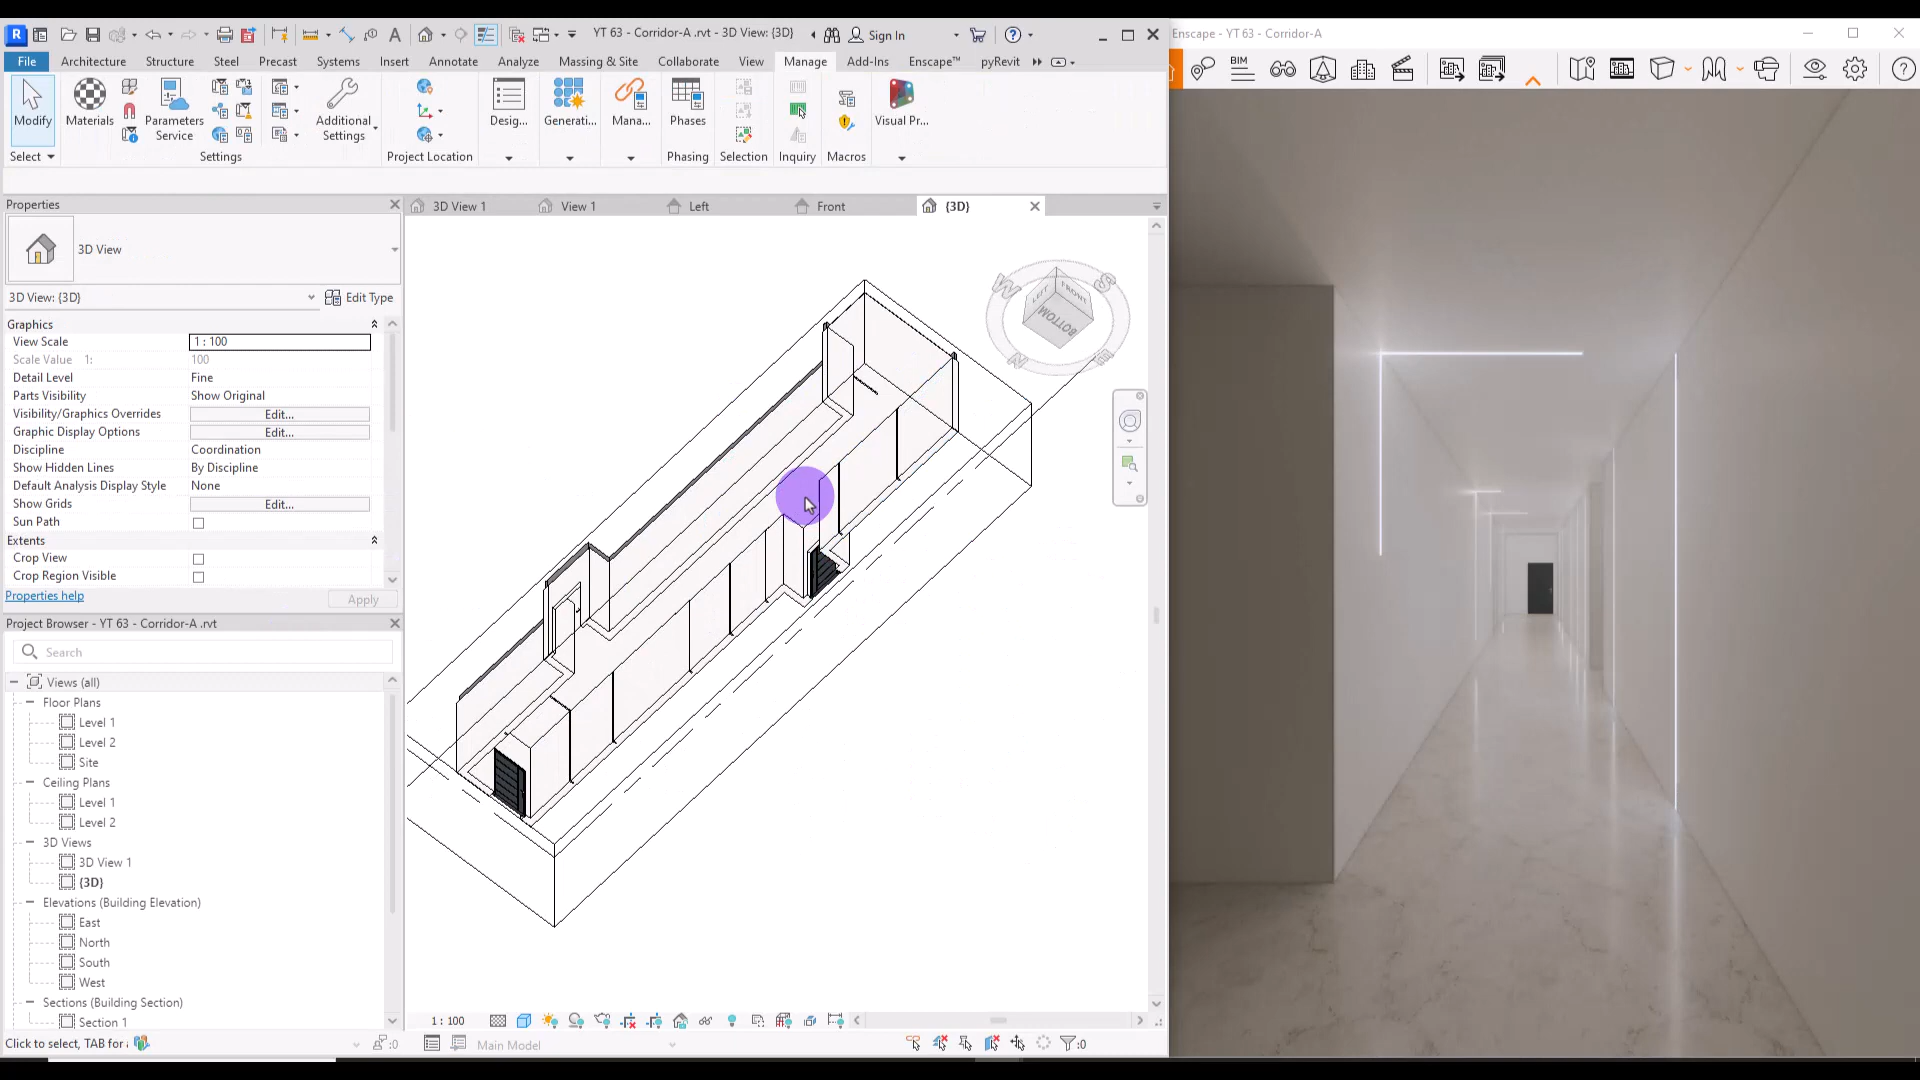 YT 63 - Corridor-A .rvt - 3D View: {3D}
Sign In
Enscape - YT 63 - Corridor-A
File Architecture Structure Steel Precast Systems Insert Annotate Analyze Massing & Site Collaborate View Manage Add-Ins Enscape™ pyRevit
BIM
Modify
Materials
Parameters Service
Additional Settings
Desig...
Generati...
Mana...
Phases
Visual Pr...
Select
Settings
Project Location
Phasing
Selection
Inquiry
Macros
Properties
3D View 1
View 1
Left
Front
{3D}
3D View
3D View: {3D}
Edit Type
Graphics
View Scale 1 : 100
Scale Value 1: 100
Detail Level Fine
Parts Visibility Show Original
Visibility/Graphics Overrides Edit...
Graphic Display Options Edit...
Discipline Coordination
Show Hidden Lines By Discipline
Default Analysis Display Style None
Show Grids Edit...
Sun Path
Extents
Crop View
Crop Region Visible
Properties help
Apply
W
S
LEFT
FRONT
BOTTOM
N
E
Project Browser - YT 63 - Corridor-A .rvt
Search
Views (all)
Floor Plans
Level 1
Level 2
Site
Ceiling Plans
Level 1
Level 2
3D Views
3D View 1
{3D}
Elevations (Building Elevation)
East
North
South
West
Sections (Building Section)
Section 1
1 : 100
Click to select, TAB for
:0
Main Model
:0